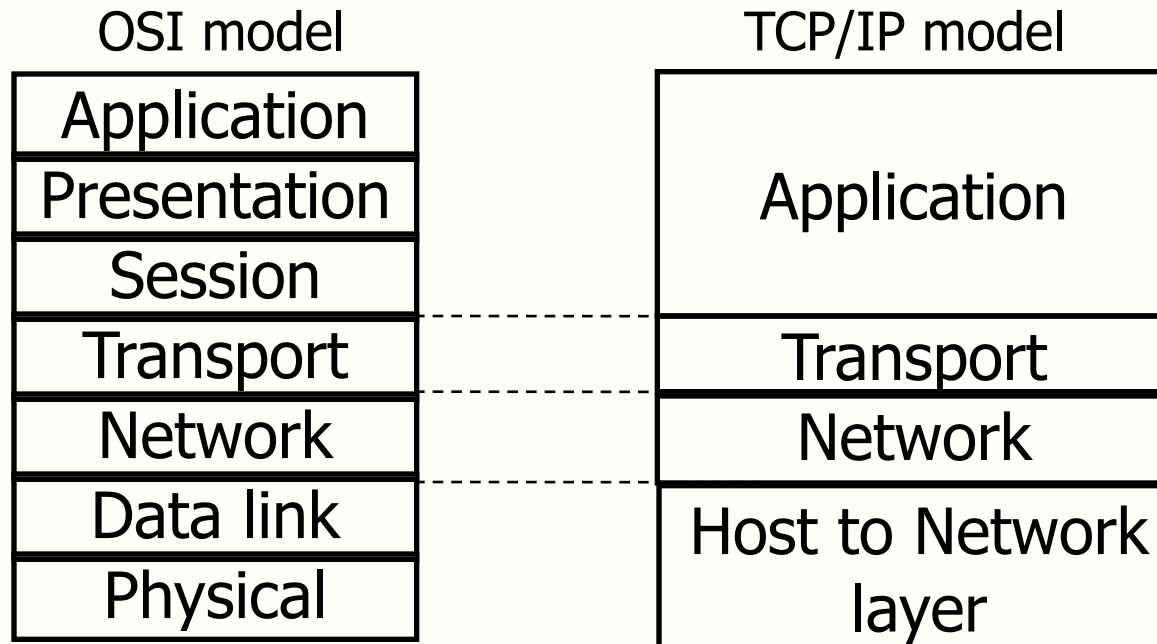 OSI model
Application
Presentation
Session
Transport
Network
Data link
Physical
TCP/IP model
Application
Transport
Network
Host to Network
layer